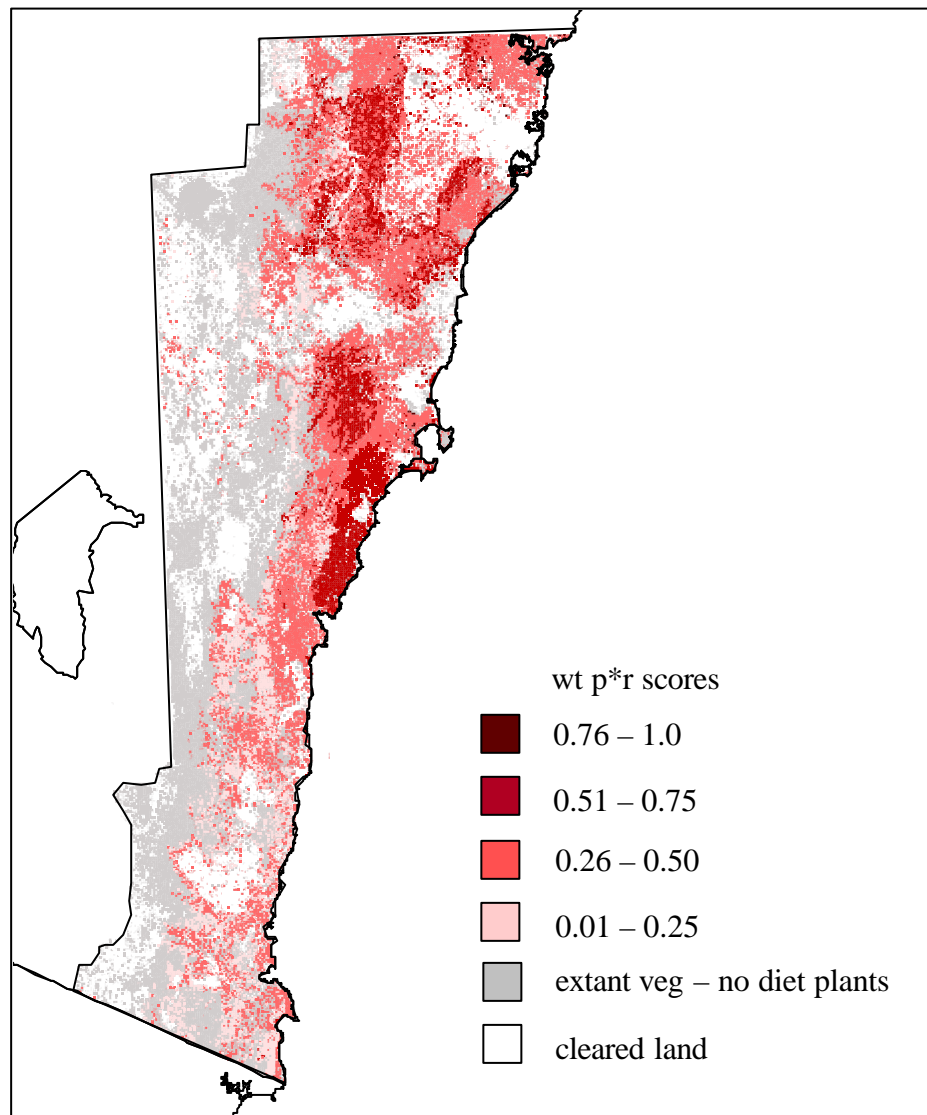 wt p*r scores
0.76 – 1.0
0.51 – 0.75
0.26 – 0.50
0.01 – 0.25
extant veg – no diet plants
cleared land